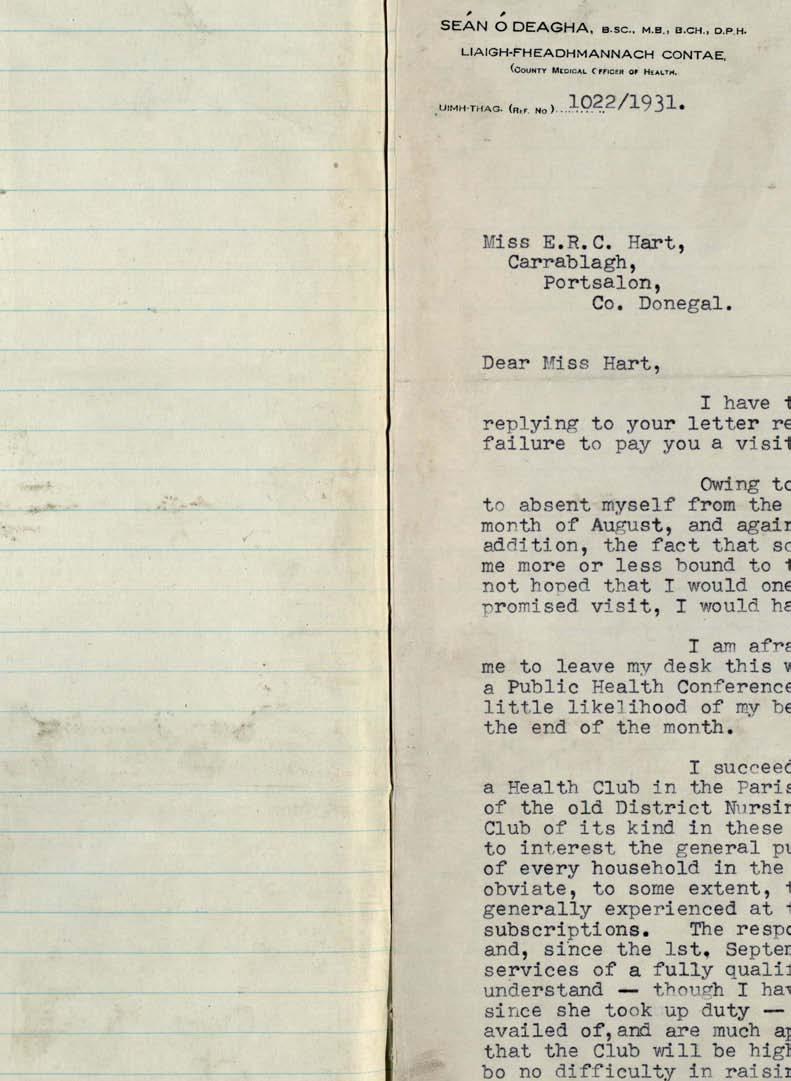 SEÁN Ó DEAGHA, B.SC., M.B., B.CH., D.P.H.
LIAIGH-FHEADHMANNACH CONTAE,
(COUNTY MEDICAL OFFICER OF HEALTH.
UIMH-THAG. (REF. NO)....1022/1931.
Miss E.R.C. Hart,
Carrablagh,
Portsalon,
Co. Donegal.
Dear Miss Hart,
I have t
replying to your letter re
failure to pay you a visit
Owing to
to absent myself from the
month of August, and again
addition, the fact that so
me more or less bound to t
not hoped that I would one
promised visit, I would ha
I am afra
me to leave my desk this w
a Public Health Conference
little likelihood of my be
the end of the month.
I succeed
a Health Club in the Paris
of the old District Nursin
Club of its kind in these
to interest the general pu
of every household in the
obviate, to some extent, t
generally experienced at t
subscriptions. The respo
and, since the 1st. Septem
services of a fully qualif
understand — though I hav
since she took up duty —
availed of, and are much ap
that the Club will be high
bo no difficulty in raisin